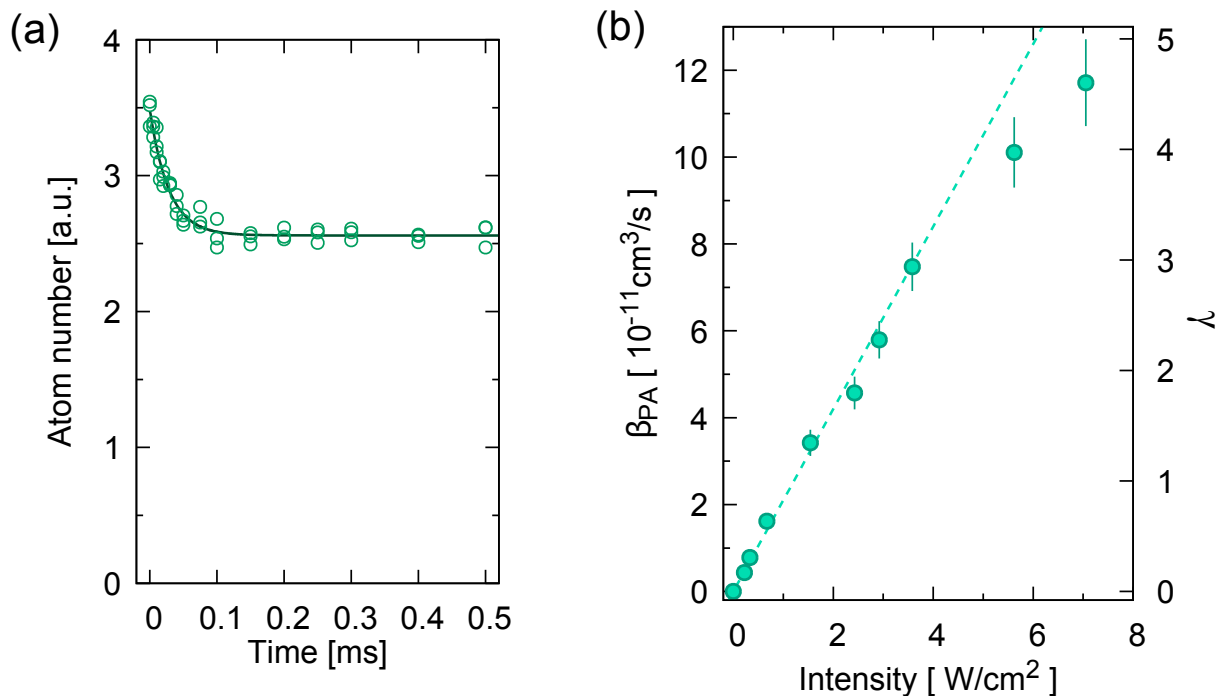 (a)
4
3
2
1
0
Atom number [a.u.]
0 0.1 0.2 0.3 0.4 0.5
Time [ms]
(b)
12
10
8
6
4
2
0
βPA [ 10⁻¹¹cm³/s]
0 2 4 6 8
Intensity [ W/cm² ]
5
4
3
2
1
0
γ